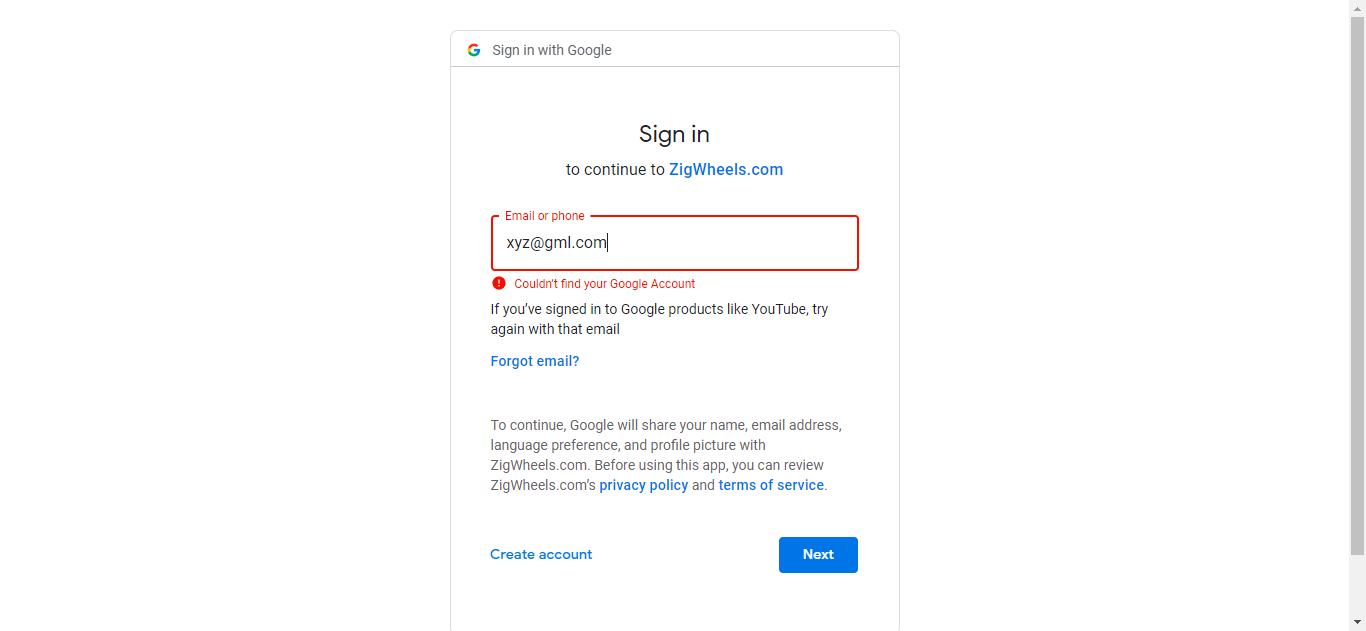 Sign in with Google
Sign in
to continue to ZigWheels.com
Email or phone
xyz@gml.com
Couldn't find your Google Account
If you’ve signed in to Google products like YouTube, try
again with that email
Forgot email?
To continue, Google will share your name, email address,
language preference, and profile picture with
ZigWheels.com. Before using this app, you can review
ZigWheels.com’s privacy policy and terms of service.
Create account
Next